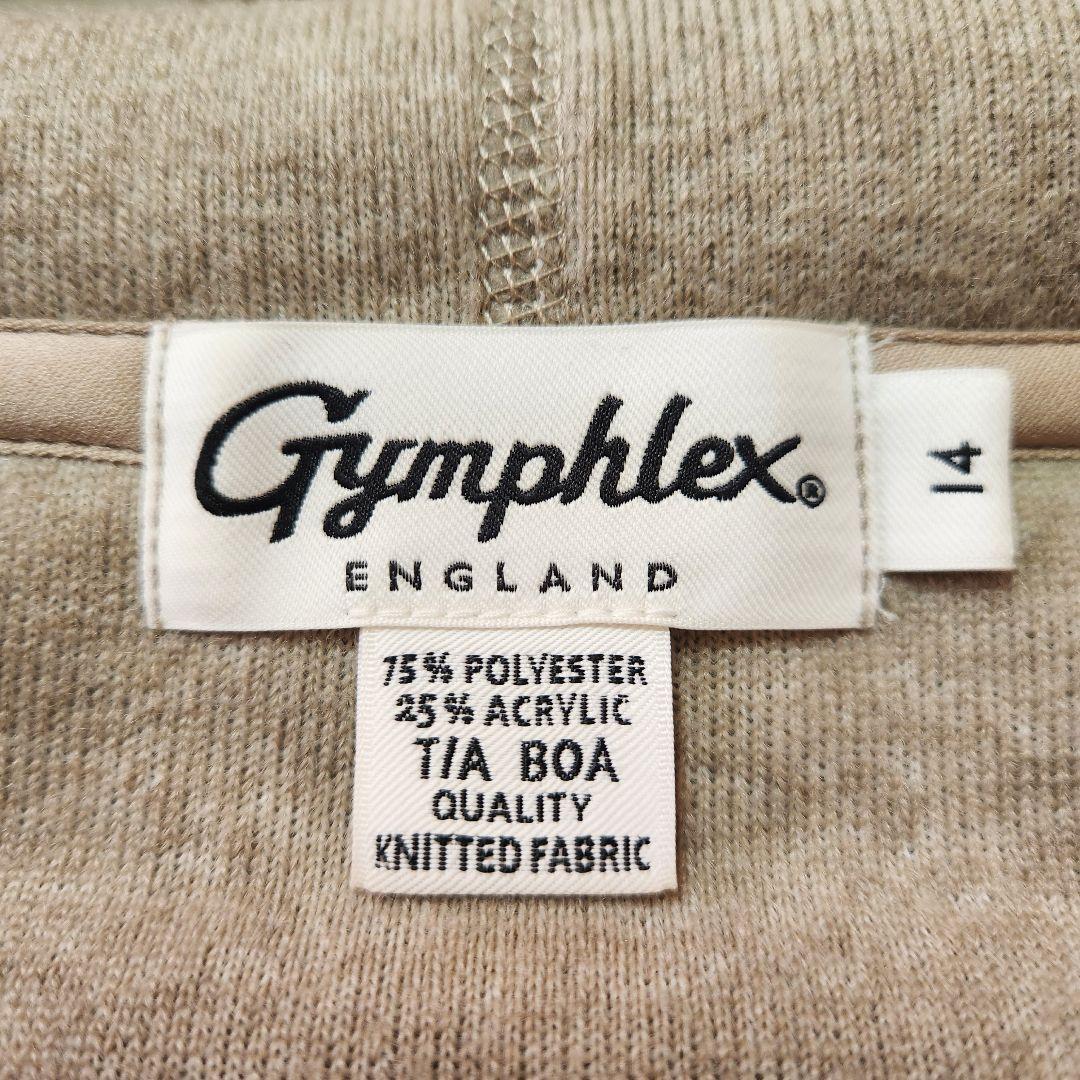 Gymphlex®
ENGLAND
14
75% POLYESTER
25% ACRYLIC
T/A BOA
QUALITY
KNITTED FABRIC